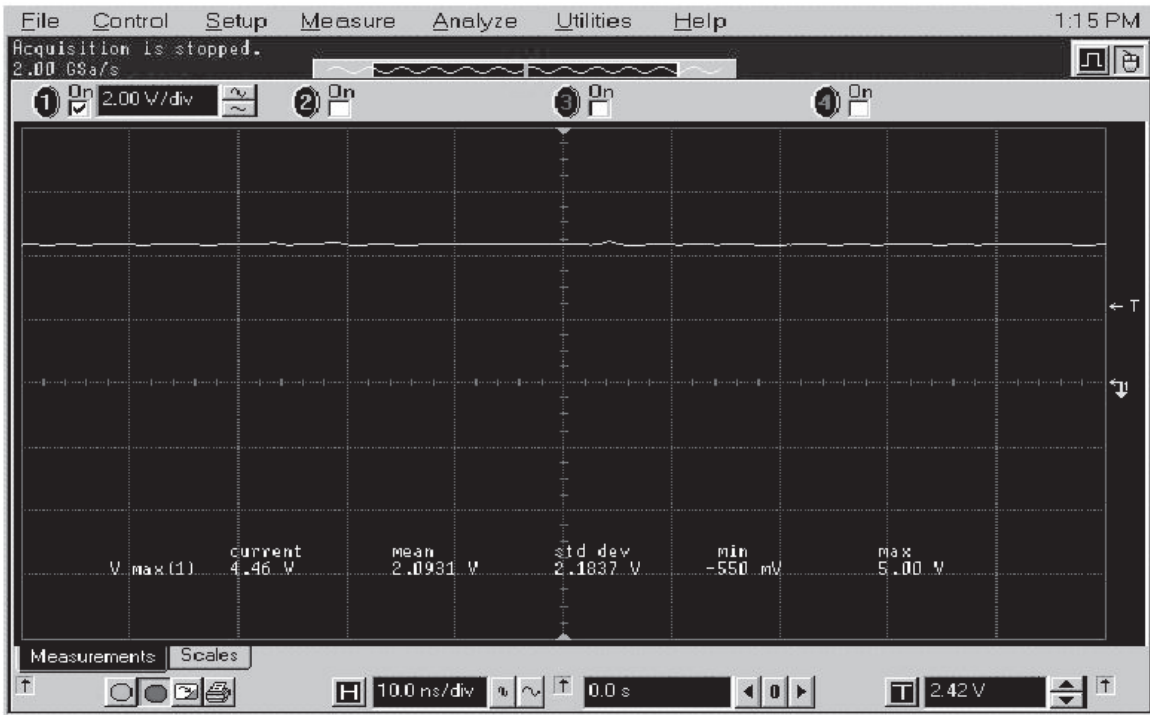 File Control Setup Measure Analyze Utilities Help 1:15 PM
Acquisition is stopped.
2.00 GSa/s
1 On 2.00 V/div 2 On 3 On 4 On
T
current mean std dev min max
V max(1) 4.46 V 2.0931 V 2.1837 V -550 mV 5.00 V
Measurements Scales
H 10.0 ns/div 0.0 s 0 T 2.42 V